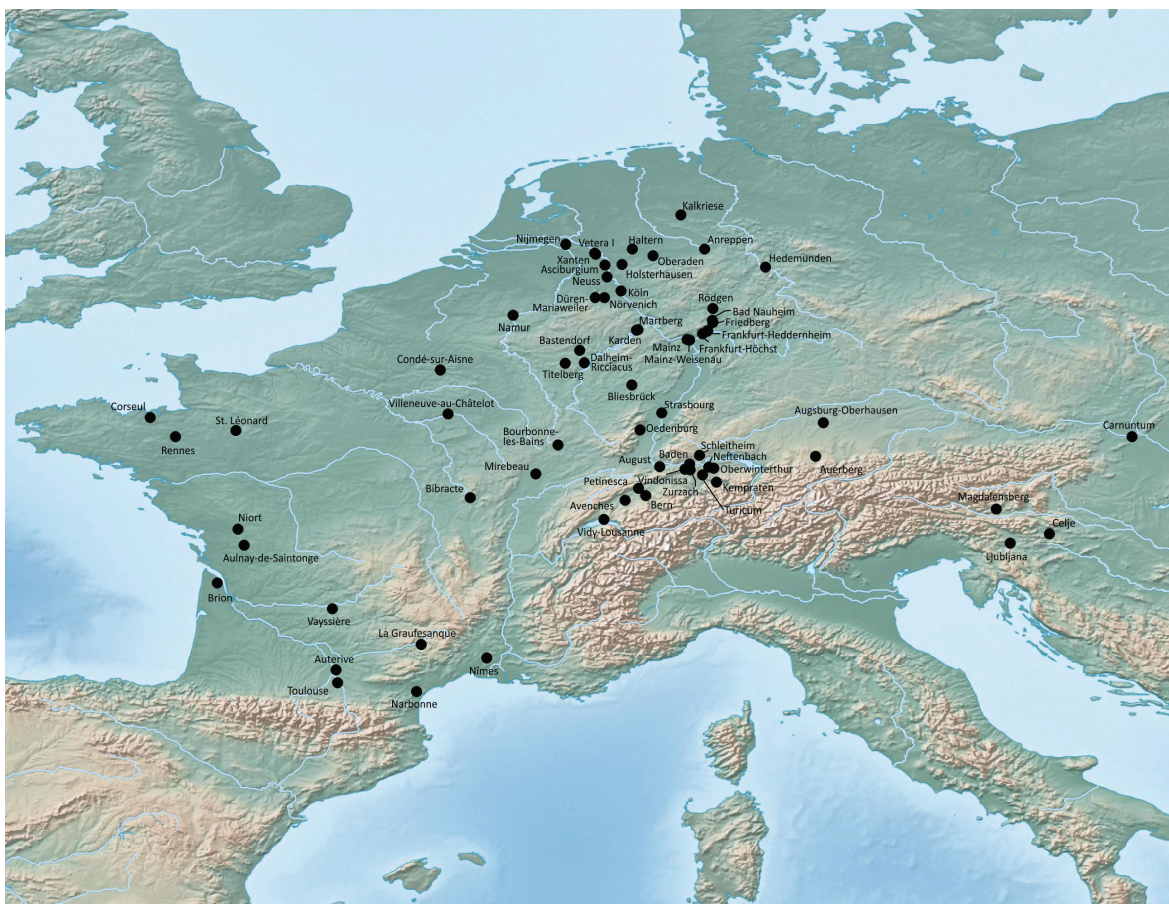 Kalkriese
Nijmegen
Vetera I
Haltern
Anreppen
Xanten
Oberaden
Hedemünden
Asciburgium
Holsterhausen
Neuss
Köln
Düren-
Mariaweiler
Nörvenich
Rödgen
Bad Nauheim
Namur
Martberg
Friedberg
Bastendorf
Karden
Frankfurt-Heddernheim
Mainz
Frankfurt-Höchst
Condé-sur-Aisne
Dalheim-
Ricciacus
Mainz-Weisenau
Titelberg
Bliesbrück
Corseul
Villeneuve-au-Châtelot
Strasbourg
Augsburg-Oberhausen
St. Léonard
Carnuntum
Rennes
Bourbonne-
les-Bains
Oedenburg
Schleitheim
Baden
Neftenbach
August
Mirebeau
Oberwinterthur
Auerberg
Petinesca
Vindonissa
Bibracte
Zurzach
Kempraten
Avenches
Bern
Turicum
Magdalensberg
Niort
Vidy-Lousanne
Celje
Aulnay-de-Saintonge
Ljubljana
Brion
Vayssière
La Graufesanque
Auterive
Nîmes
Toulouse
Narbonne